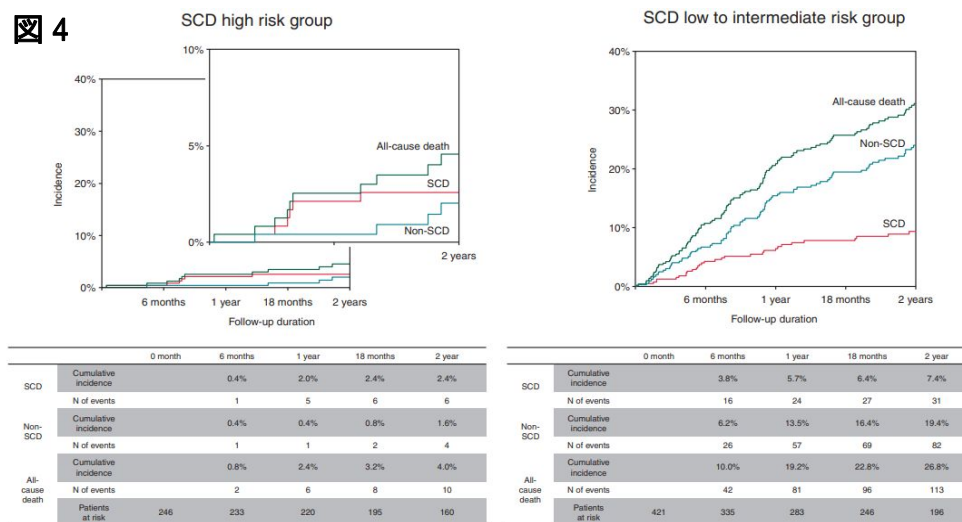 図 4
SCD high risk group
10%
40%
30%
20%
10%
0%
5%
0%
Incidence
All-cause death
SCD
Non-SCD
2 years
6 months 1 year 18 months 2 years
Follow-up duration
0 month 6 months 1 year 18 months 2 year
SCD
Cumulative incidence 0.4% 2.0% 2.4% 2.4%
N of events 1 5 6 6
Non-SCD
Cumulative incidence 0.4% 0.4% 0.8% 1.6%
N of events 1 1 2 4
All-cause death
Cumulative incidence 0.8% 2.4% 3.2% 4.0%
N of events 2 6 8 10
Patients at risk 246 233 220 195 160
SCD low to intermediate risk group
40%
30%
20%
10%
0%
Incidence
All-cause death
Non-SCD
SCD
6 months 1 year 18 months 2 years
Follow-up duration
0 month 6 months 1 year 18 months 2 year
SCD
Cumulative incidence 3.8% 5.7% 6.4% 7.4%
N of events 16 24 27 31
Non-SCD
Cumulative incidence 6.2% 13.5% 16.4% 19.4%
N of events 26 57 69 82
All-cause death
Cumulative incidence 10.0% 19.2% 22.8% 26.8%
N of events 42 81 96 113
Patients at risk 421 335 283 246 196